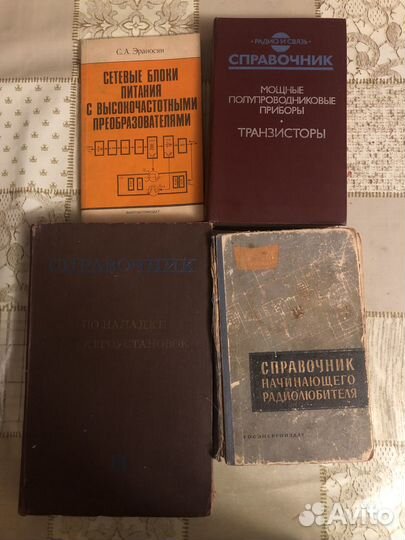 С. А. Эраносян
СЕТЕВЫЕ БЛОКИ
ПИТАНИЯ
С ВЫСОКОЧАСТОТНЫМИ
ПРЕОБРАЗОВАТЕЛЯМИ
РАДИО И СВЯЗЬ
СПРАВОЧНИК
МОЩНЫЕ
ПОЛУПРОВОДНИКОВЫЕ
ПРИБОРЫ
ТРАНЗИСТОРЫ
СПРАВОЧНИК
ПО НАЛАДКЕ
СПРАВОЧНИК
НАЧИНАЮЩЕГО
РАДИОЛЮБИТЕЛЯ
ГОСЭНЕРГОИЗДАТ
Avito